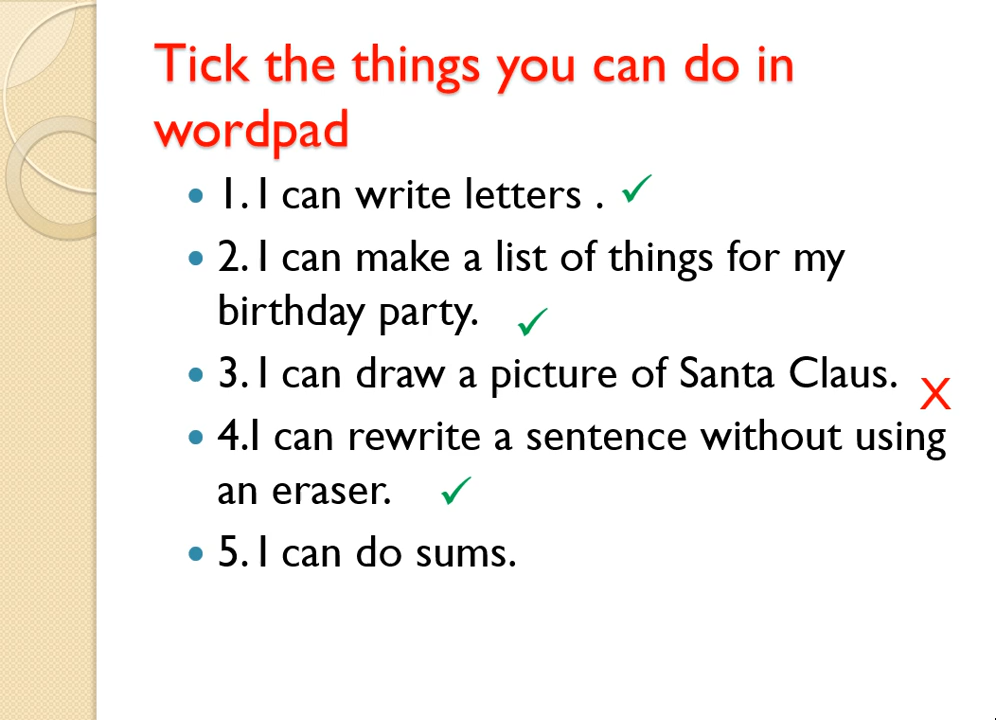 Tick the things you can do in
wordpad
• 1. I can write letters . ✓
• 2. I can make a list of things for my
birthday party. ✓
• 3. I can draw a picture of Santa Claus. X
• 4.I can rewrite a sentence without using
an eraser. ✓
• 5. I can do sums.